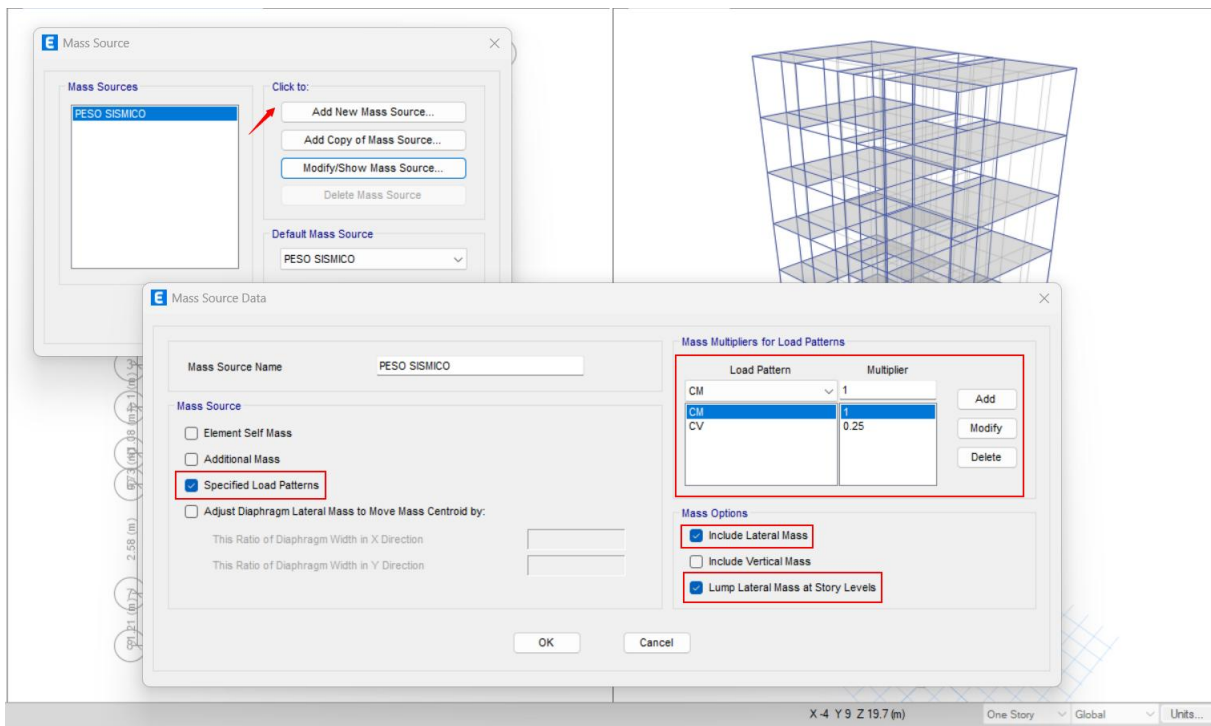 Mass Source
Mass Sources
PESO SISMICO
Click to:
Add New Mass Source...
Add Copy of Mass Source...
Modify/Show Mass Source...
Delete Mass Source
Default Mass Source
PESO SISMICO
Mass Source Data
Mass Source Name
PESO SISMICO
Mass Source
Element Self Mass
Additional Mass
Specified Load Patterns
Adjust Diaphragm Lateral Mass to Move Mass Centroid by:
This Ratio of Diaphragm Width in X Direction
This Ratio of Diaphragm Width in Y Direction
Mass Multipliers for Load Patterns
Load Pattern Multiplier
CM 1
CM 1
CV 0.25
Add
Modify
Delete
Mass Options
Include Lateral Mass
Include Vertical Mass
Lump Lateral Mass at Story Levels
OK Cancel
2.58 (m)
X -4 Y 9 Z 19.7 (m)
One Story
Global
Units...